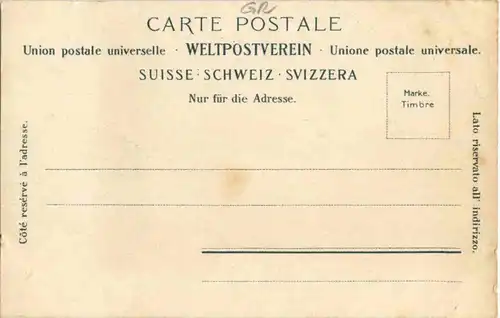 GR
CARTE POSTALE
Union postale universelle · WELTPOSTVEREIN · Unione postale universale.
SUISSE · SCHWEIZ · SVIZZERA
Nur für die Adresse.
Marke.
Timbre
Côté resérvé à l'adresse.
Lato riservato all' indirizzo.